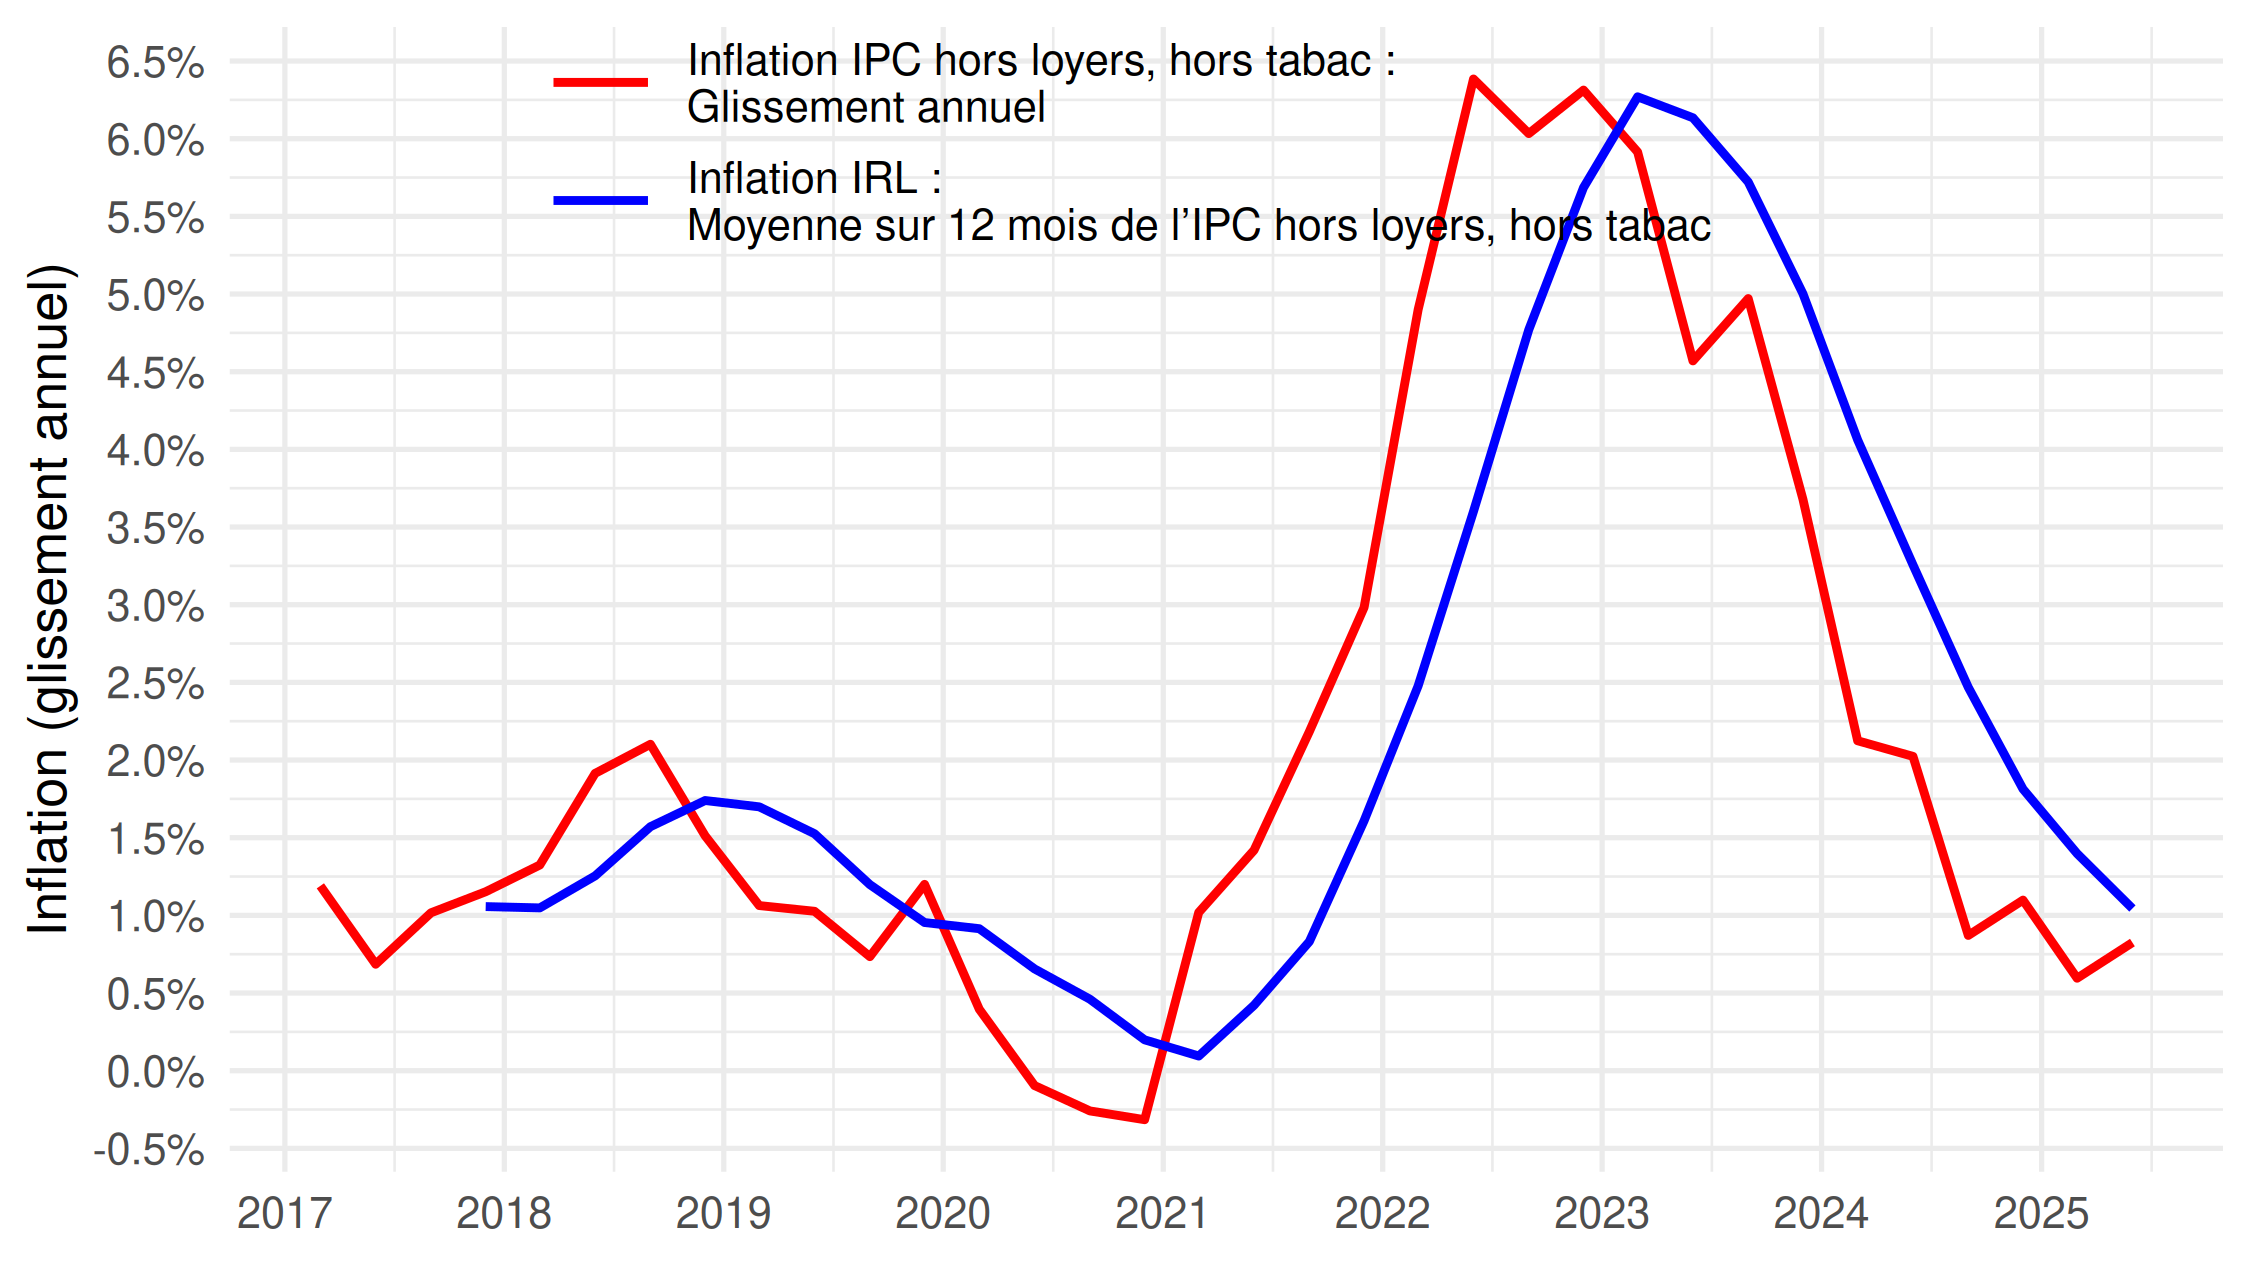 Inflation IPC hors loyers, hors tabac :
Glissement annuel
Inflation IRL :
Moyenne sur 12 mois de l’IPC hors loyers, hors tabac
Inflation (glissement annuel)
6.5%
6.0%
5.5%
5.0%
4.5%
4.0%
3.5%
3.0%
2.5%
2.0%
1.5%
1.0%
0.5%
0.0%
-0.5%
2017 2018 2019 2020 2021 2022 2023 2024 2025